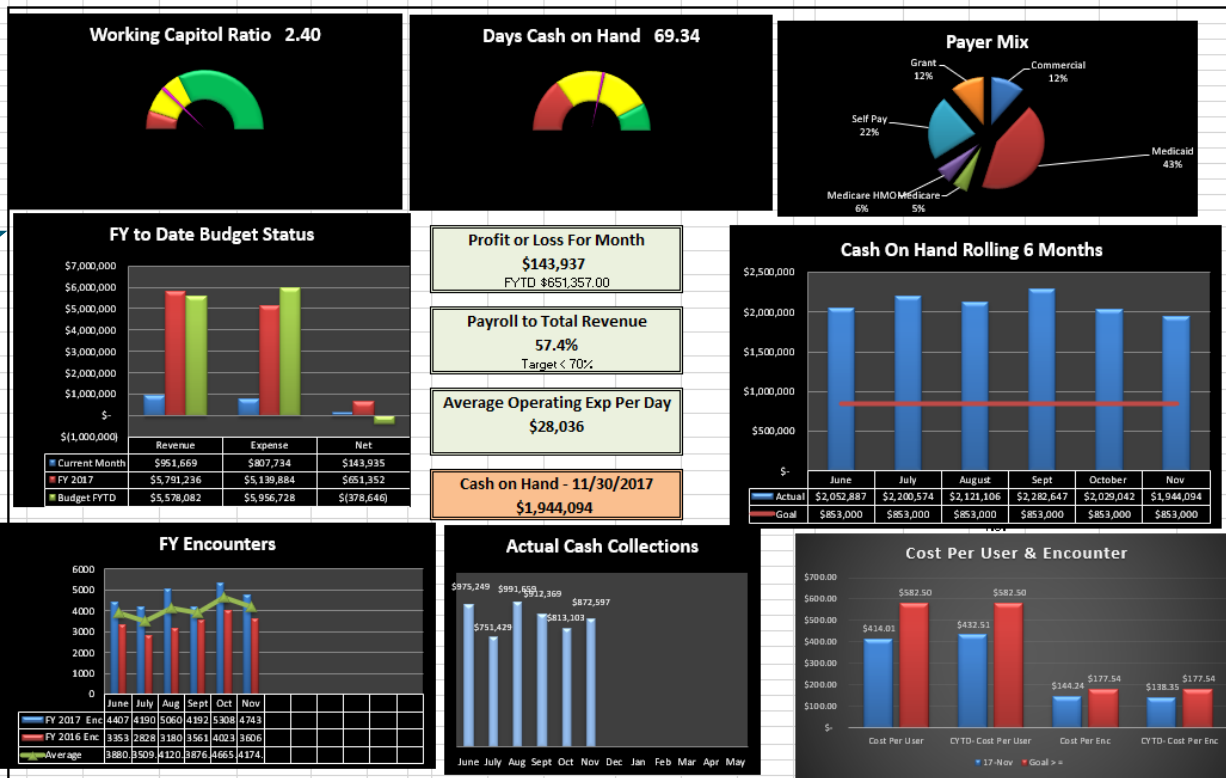 Working Capitol Ratio 2.40
Days Cash on Hand 69.34
Payer Mix
Grant
12%
Commercial
12%
Self Pay
22%
Medicaid
43%
Medicare HMO
6%
Medicare
5%
FY to Date Budget Status
$7,000,000
$6,000,000
$5,000,000
$4,000,000
$3,000,000
$2,000,000
$1,000,000
$-
$(1,000,000)
Revenue Expense Net
Current Month $951,669 $807,734 $143,935
FY 2017 $5,791,236 $5,139,884 $651,352
Budget FYTD $5,578,082 $5,956,728 $(378,646)
Profit or Loss For Month
$143,937
FYTD $651,357.00
Payroll to Total Revenue
57.4%
Target < 70%
Average Operating Exp Per Day
$28,036
Cash on Hand - 11/30/2017
$1,944,094
Cash On Hand Rolling 6 Months
$2,500,000
$2,000,000
$1,500,000
$1,000,000
$500,000
$-
June July August Sept October Nov
Actual $2,052,887 $2,200,574 $2,121,106 $2,282,647 $2,029,042 $1,944,094
Goal $853,000 $853,000 $853,000 $853,000 $853,000 $853,000
FY Encounters
6000
5000
4000
3000
2000
1000
0
June July Aug Sept Oct Nov
FY 2017 Enc 4407 4190 5060 4192 5308 4743
FY 2016 Enc 3353 2828 3180 3561 4023 3606
Average 3880. 3509. 4120. 3876. 4665. 4174.
Actual Cash Collections
$975,249 $751,429 $991,659 $912,369 $813,103 $872,597
June July Aug Sept Oct Nov Dec Jan Feb Mar Apr May
Cost Per User & Encounter
$700.00
$600.00
$500.00
$400.00
$300.00
$200.00
$100.00
$-
$414.01 $582.50 $432.51 $582.50 $144.24 $177.54 $138.35 $177.54
Cost Per User CYTD- Cost Per User Cost Per Enc CYTD- Cost Per Enc
17-Nov Goal > =